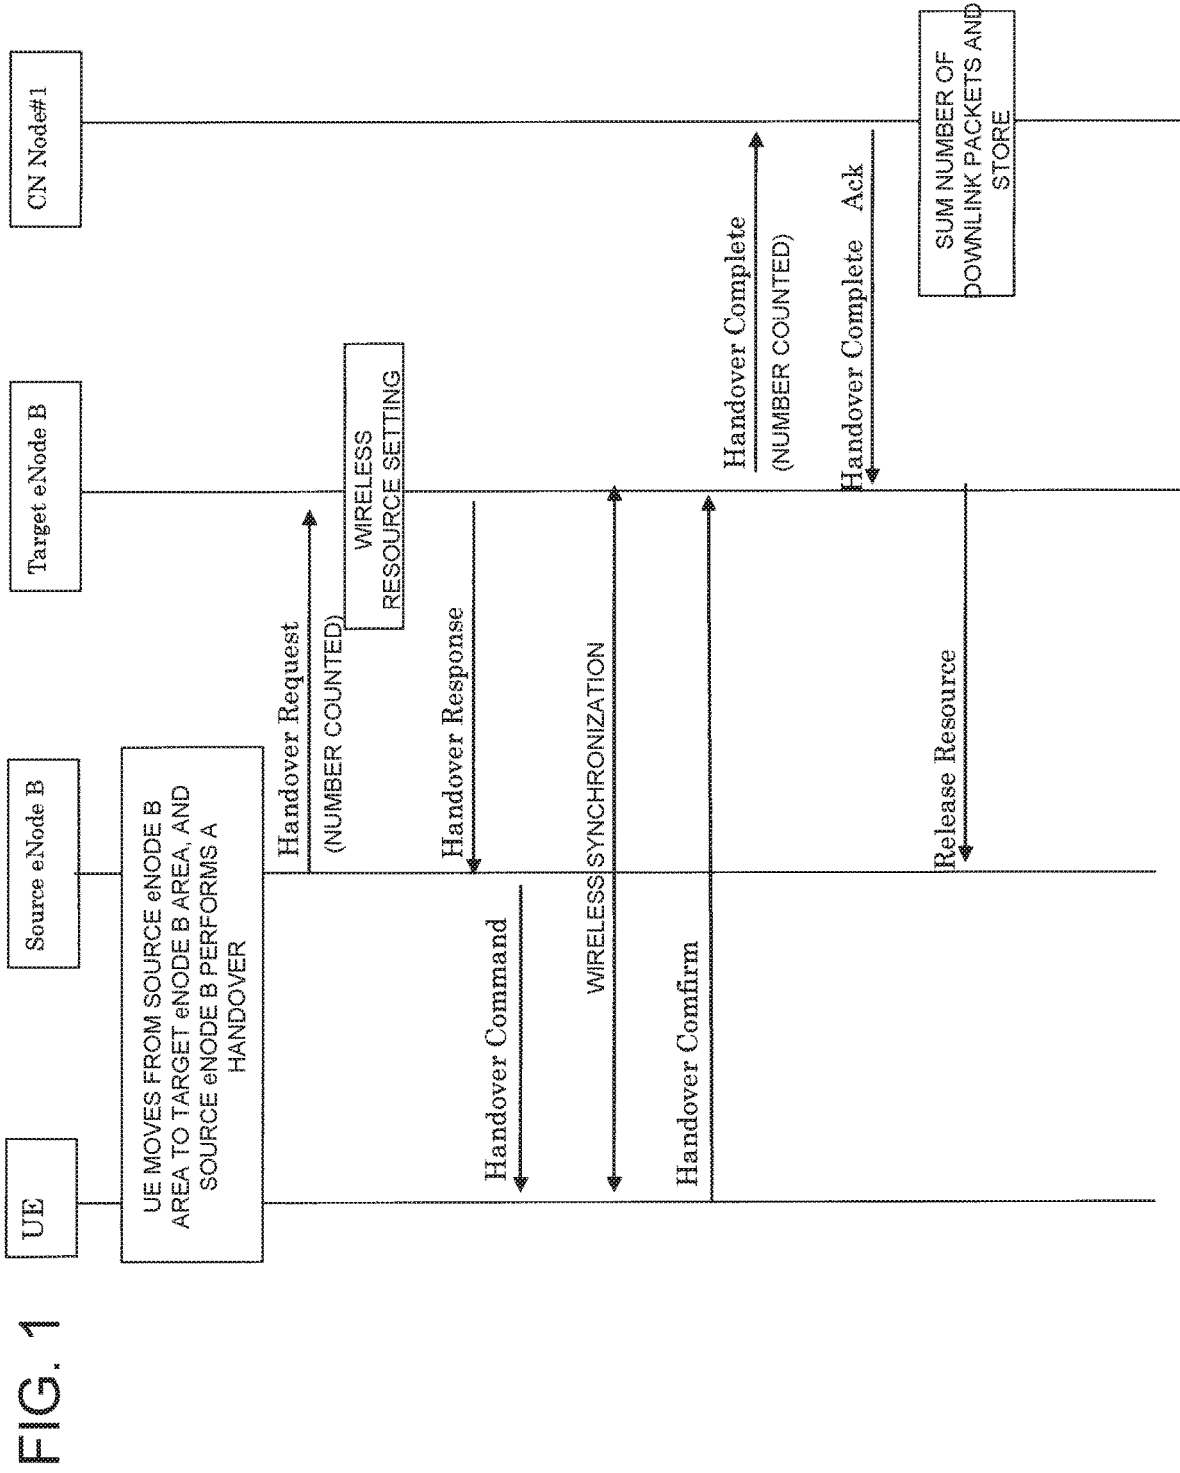 FIG. 1
UE
Source eNode B
Target eNode B
CN Node#1
UE MOVES FROM SOURCE eNODE B
AREA TO TARGET eNODE B AREA, AND
SOURCE eNODE B PERFORMS A
HANDOVER
Handover Request
(NUMBER COUNTED)
WIRELESS
RESOURCE SETTING
Handover Response
Handover Command
WIRELESS SYNCHRONIZATION
Handover Comfirm
Handover Complete
(NUMBER COUNTED)
Handover Complete Ack
SUM NUMBER OF
DOWNLINK PACKETS AND
STORE
Release Resource